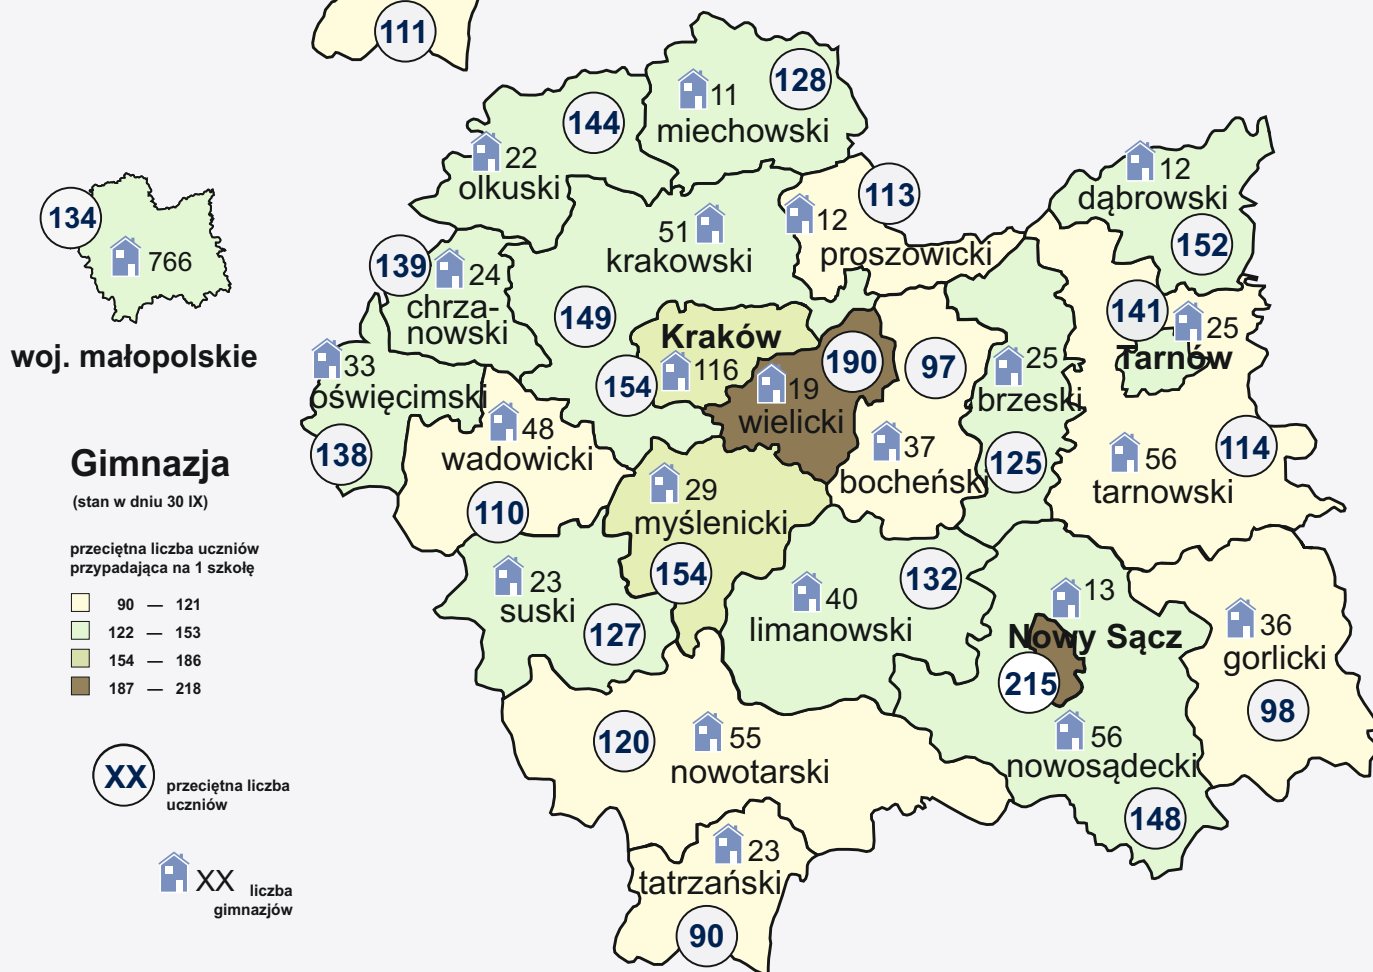 111
11
128
miechowski
144
22
olkuski
12
dąbrowski
152
134
766
woj. małopolskie
51
krakowski
149
12
113
proszowicki
139
24
chrza-
nowski
141
25
Tarnów
Kraków
116
154
190
19
wielicki
97
37
bocheński
25
brzeski
125
33
oświęcimski
138
48
wadowicki
110
56
114
tarnowski
Gimnazja
(stan w dniu 30 IX)
przeciętna liczba uczniów
przypadająca na 1 szkołę
90 — 121
122 — 153
154 — 186
187 — 218
29
myślenicki
154
23
suski
127
40
132
limanowski
13
Nowy Sącz
215
36
gorlicki
98
120
55
nowotarski
56
nowosądecki
148
XX
przeciętna liczba
uczniów
XX liczba
gimnazjów
23
tatrzański
90